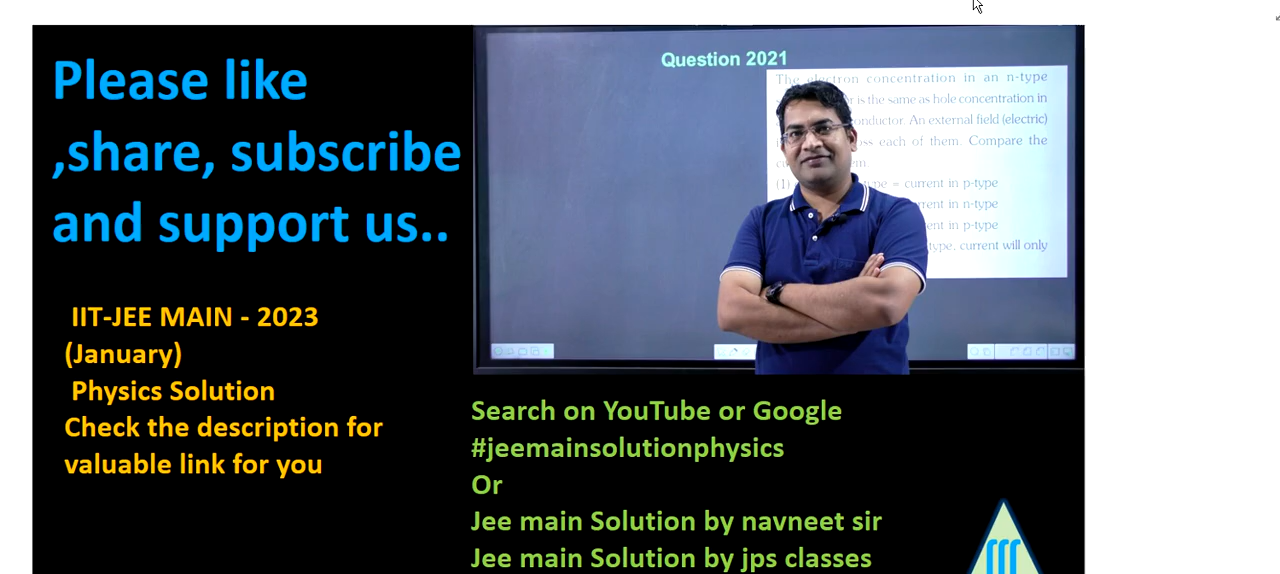 Please like
,share, subscribe
and support us..
IIT-JEE MAIN - 2023
(January)
Physics Solution
Check the description for
valuable link for you
Question 2021
The electron concentration in an n-type
is the same as hole concentration in
An external field (electric)
each of them. Compare the
(1) = current in p-type
in n-type
in p-type
current will only
Search on YouTube or Google
#jeemainsolutionphysics
Or
Jee main Solution by navneet sir
Jee main Solution by jps classes